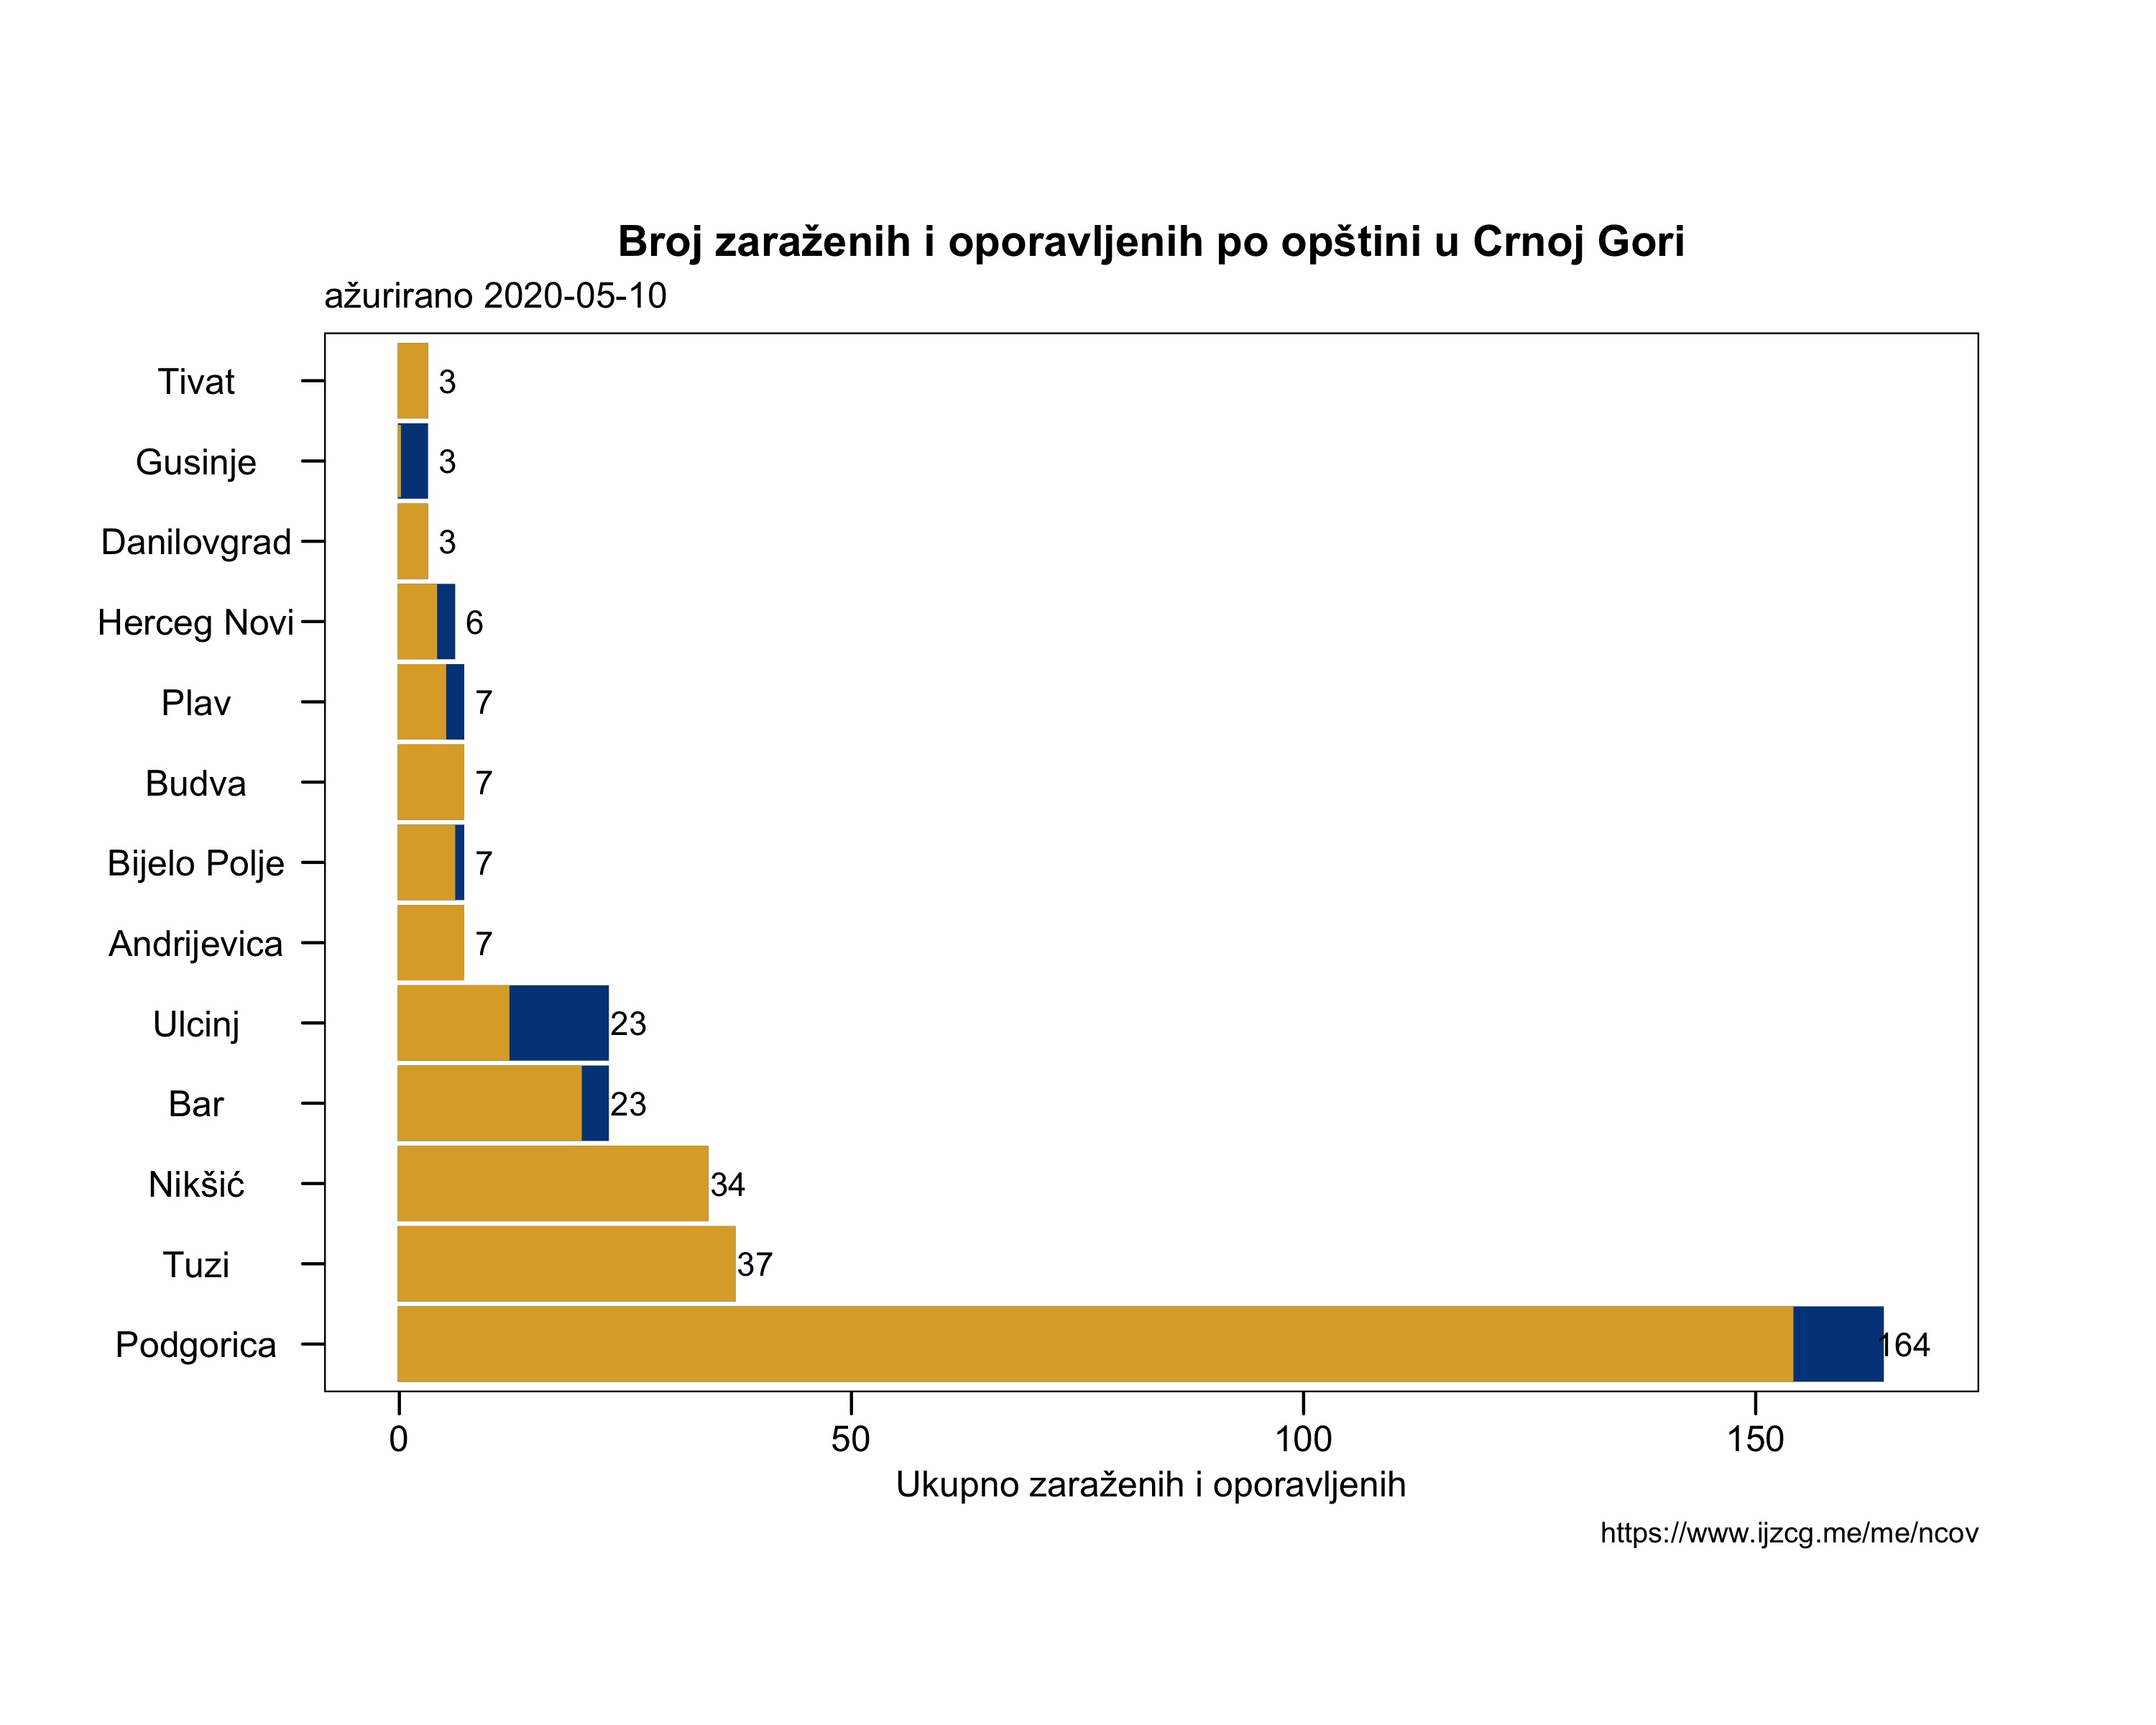 Broj zaraženih i oporavljenih po opštini u Crnoj Gori
ažurirano 2020-05-10
Tivat 3
Gusinje 3
Danilovgrad 3
Herceg Novi 6
Plav 7
Budva 7
Bijelo Polje 7
Andrijevica 7
Ulcinj 23
Bar 23
Nikšić 34
Tuzi 37
Podgorica 164
0 50 100 150
Ukupno zaraženih i oporavljenih
https://www.ijzcg.me/me/ncov